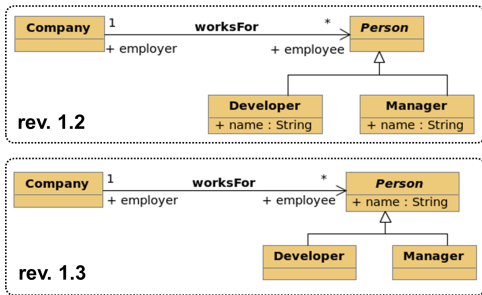 Company
1
worksFor
*
Person
+ employer
+ employee
Developer
+ name : String
Manager
+ name : String
rev. 1.2
Company
1
worksFor
*
Person
+ name : String
+ employer
+ employee
Developer
Manager
rev. 1.3